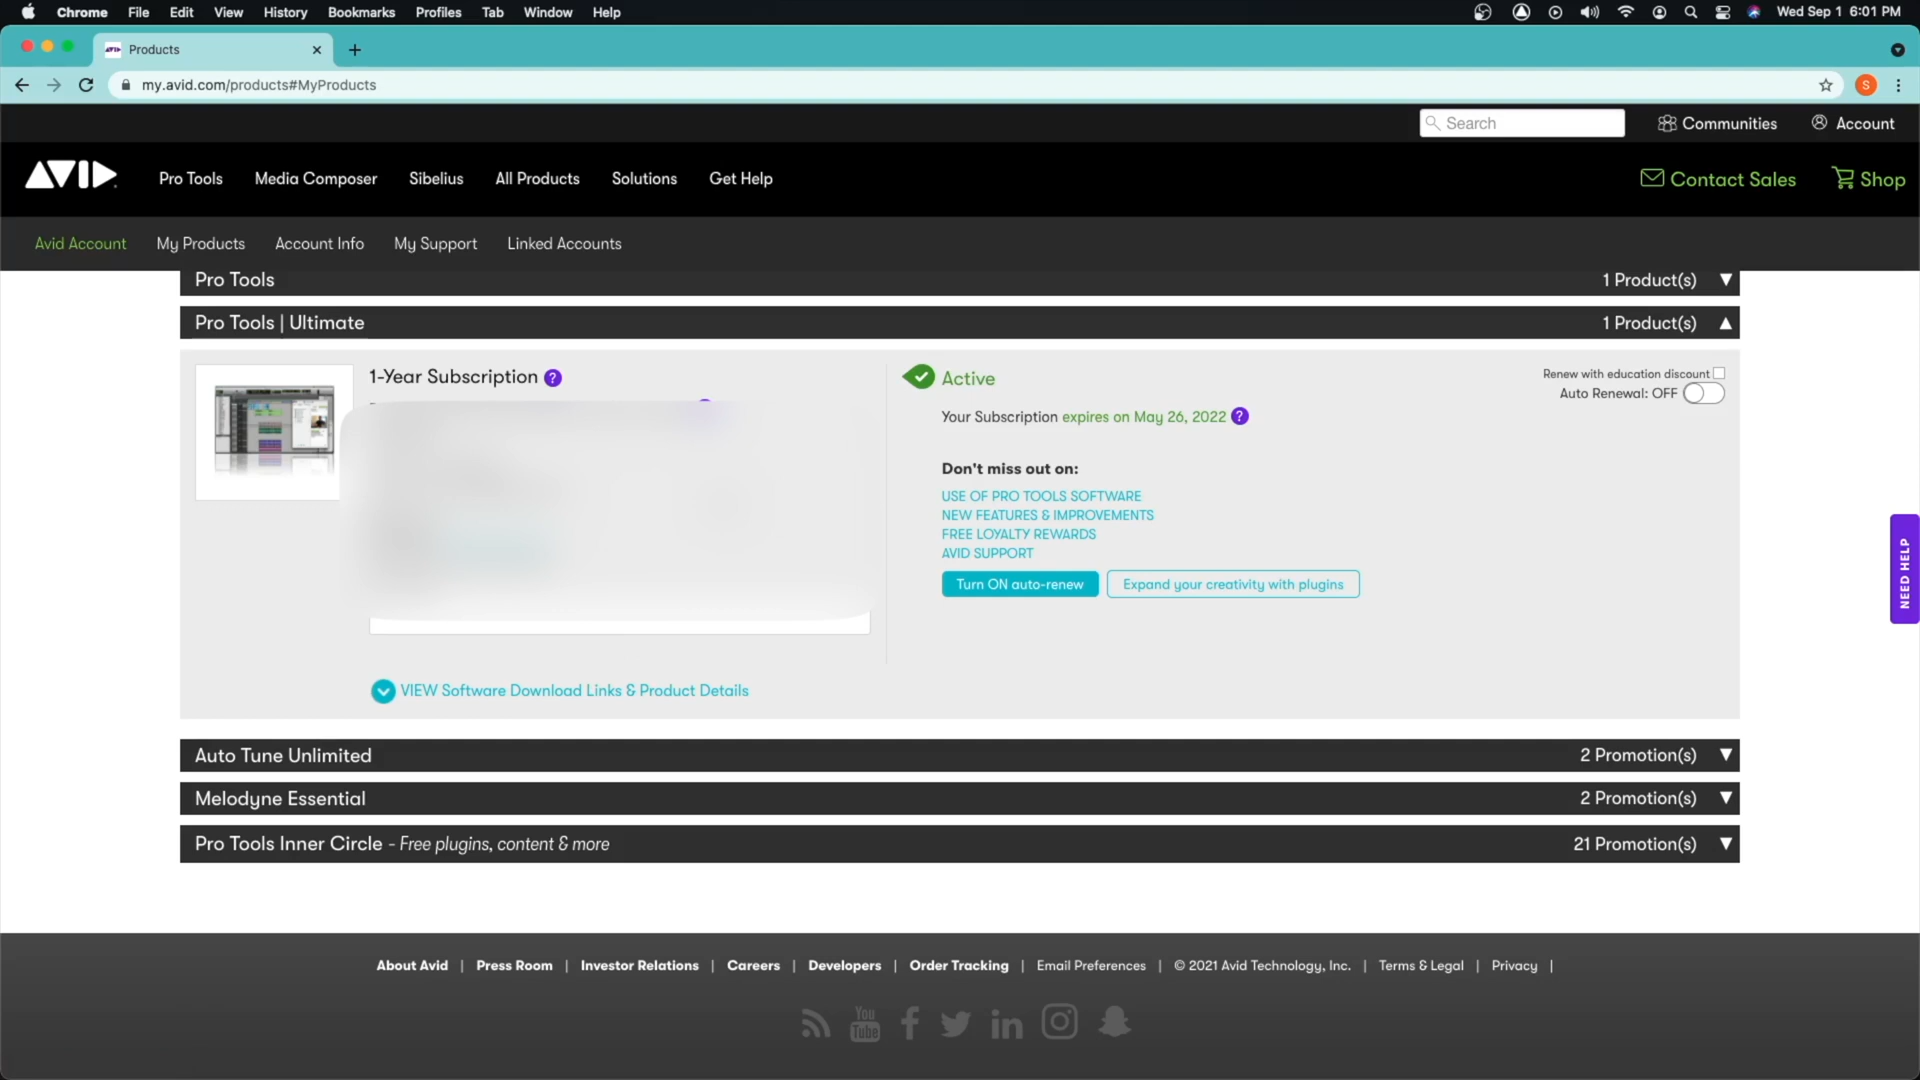 Chrome File Edit View History Bookmarks Profiles Tab Window Help Wed Sep 1 6:01 PM
Products
my.avid.com/products#MyProducts S
Search Communities Account
AVID Pro Tools Media Composer Sibelius All Products Solutions Get Help Contact Sales Shop
Avid Account My Products Account Info My Support Linked Accounts
Pro Tools 1 Product(s) ▼
Pro Tools | Ultimate 1 Product(s) ▲
1-Year Subscription ?
Active
Renew with education discount
Auto Renewal: OFF
Your Subscription expires on May 26, 2022 ?
Don't miss out on:
USE OF PRO TOOLS SOFTWARE
NEW FEATURES & IMPROVEMENTS
FREE LOYALTY REWARDS
AVID SUPPORT
Turn ON auto-renew Expand your creativity with plugins
NEED HELP
VIEW Software Download Links & Product Details
Auto Tune Unlimited 2 Promotion(s) ▼
Melodyne Essential 2 Promotion(s) ▼
Pro Tools Inner Circle - Free plugins, content & more 21 Promotion(s) ▼
About Avid | Press Room | Investor Relations | Careers | Developers | Order Tracking | Email Preferences | © 2021 Avid Technology, Inc. | Terms & Legal | Privacy |
You Tube f in